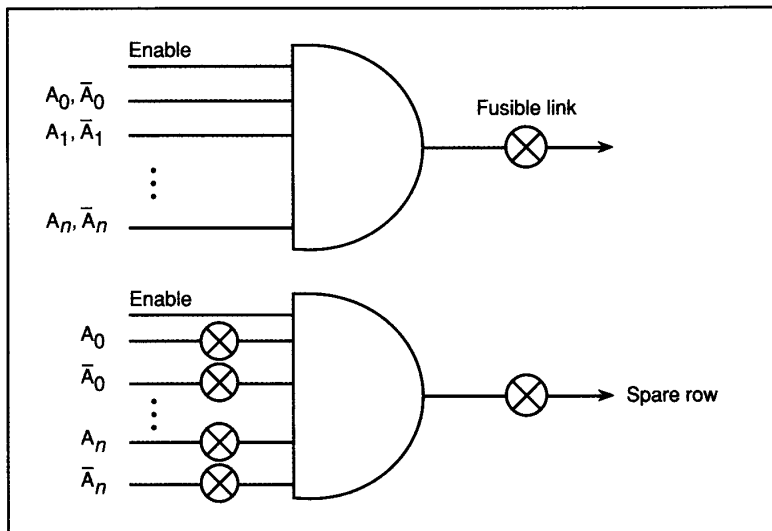 Enable
A₀, Ā₀
A₁, Ā₁
Aₙ, Āₙ
Fusible link
Enable
A₀
Ā₀
Aₙ
Āₙ
Spare row